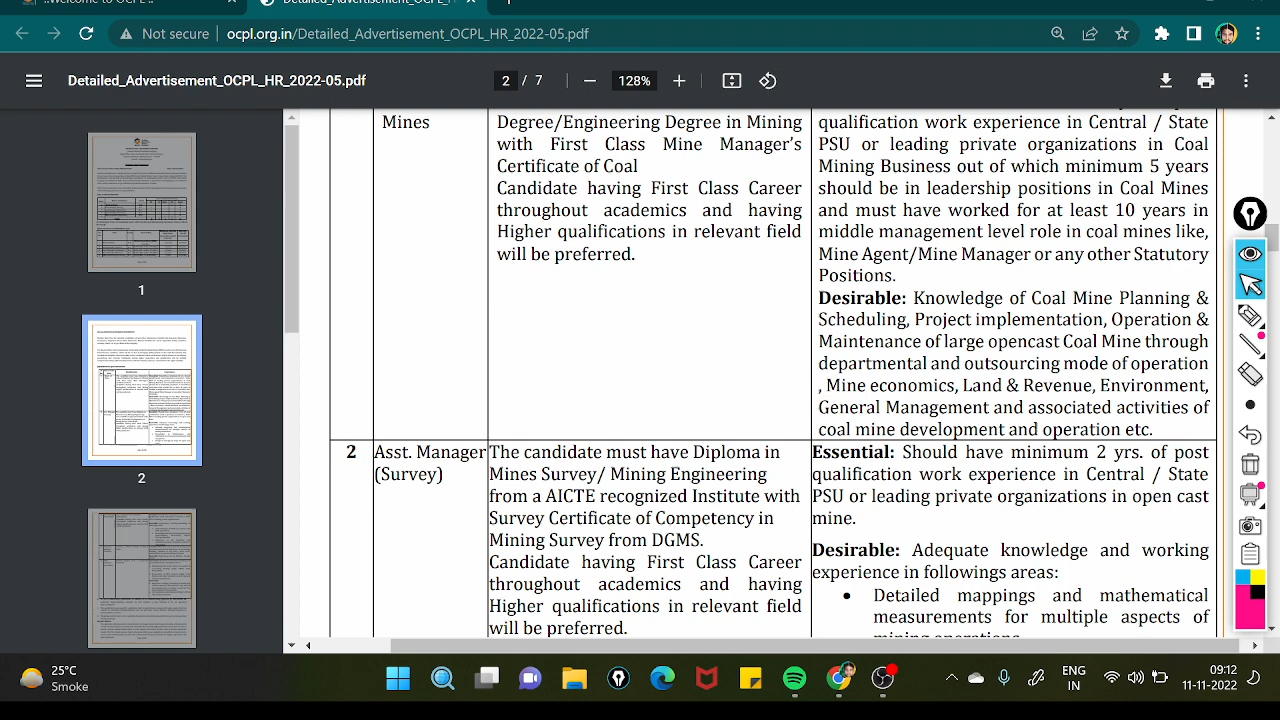 ..Welcome to OCPL..
Detailed_Advertisement_OCPL_H
Not secure
ocpl.org.in/Detailed_Advertisement_OCPL_HR_2022-05.pdf
Detailed_Advertisement_OCPL_HR_2022-05.pdf
2 / 7
128%
Mines
Degree/Engineering Degree in Mining
with First Class Mine Manager's
Certificate of Coal
Candidate having First Class Career
throughout academics and having
Higher qualifications in relevant field
will be preferred.
qualification work experience in Central / State
PSU or leading private organizations in Coal
Mining Business out of which minimum 5 years
should be in leadership positions in Coal Mines
and must have worked for at least 10 years in
middle management level role in coal mines like,
Mine Agent/Mine Manager or any other Statutory
Positions.
Desirable: Knowledge of Coal Mine Planning &
Scheduling, Project implementation, Operation &
Maintenance of large opencast Coal Mine through
departmental and outsourcing mode of operation
, Mine economics, Land & Revenue, Environment,
General Management and associated activities of
coal mine development and operation etc.
2
Asst. Manager
(Survey)
The candidate must have Diploma in
Mines Survey/ Mining Engineering
from a AICTE recognized Institute with
Survey Certificate of Competency in
Mining Survey from DGMS.
Candidate having First Class Career
throughout academics and having
Higher qualifications in relevant field
will be preferred.
Essential: Should have minimum 2 yrs. of post
qualification work experience in Central / State
PSU or leading private organizations in open cast
mine.
Desirable: Adequate knowledge and working
experience in followings areas:
• Detailed mappings and mathematical
measurements for multiple aspects of
1
2
25°C
Smoke
ENG
IN
09:12
11-11-2022